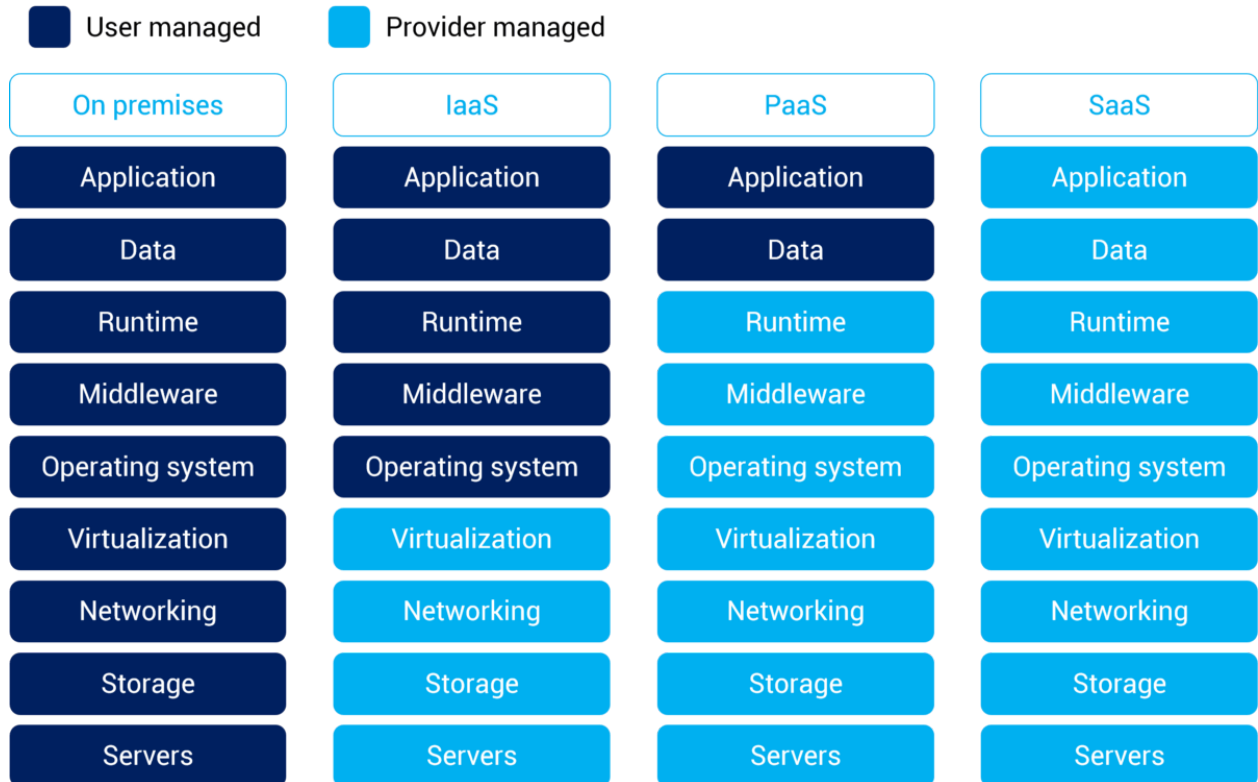 User managed
Provider managed
On premises
IaaS
PaaS
SaaS
Application
Application
Application
Application
Data
Data
Data
Data
Runtime
Runtime
Runtime
Runtime
Middleware
Middleware
Middleware
Middleware
Operating system
Operating system
Operating system
Operating system
Virtualization
Virtualization
Virtualization
Virtualization
Networking
Networking
Networking
Networking
Storage
Storage
Storage
Storage
Servers
Servers
Servers
Servers